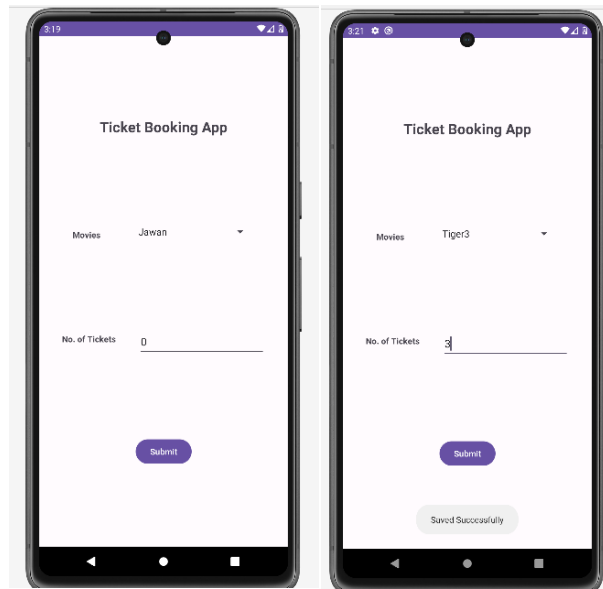 3:19
Ticket Booking App
Movies
Jawan
No. of Tickets
0
Submit
3:21
Ticket Booking App
Movies
Tiger3
No. of Tickets
3
Submit
Saved Successfully